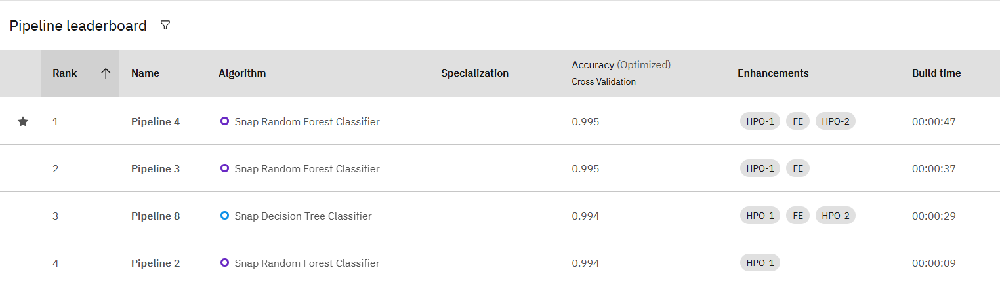 Pipeline leaderboard
Rank Name Algorithm Specialization Accuracy (Optimized) Enhancements Build time
Cross Validation
1 Pipeline 4 Snap Random Forest Classifier 0.995 HPO-1 FE HPO-2 00:00:47
2 Pipeline 3 Snap Random Forest Classifier 0.995 HPO-1 FE 00:00:37
3 Pipeline 8 Snap Decision Tree Classifier 0.994 HPO-1 FE HPO-2 00:00:29
4 Pipeline 2 Snap Random Forest Classifier 0.994 HPO-1 00:00:09